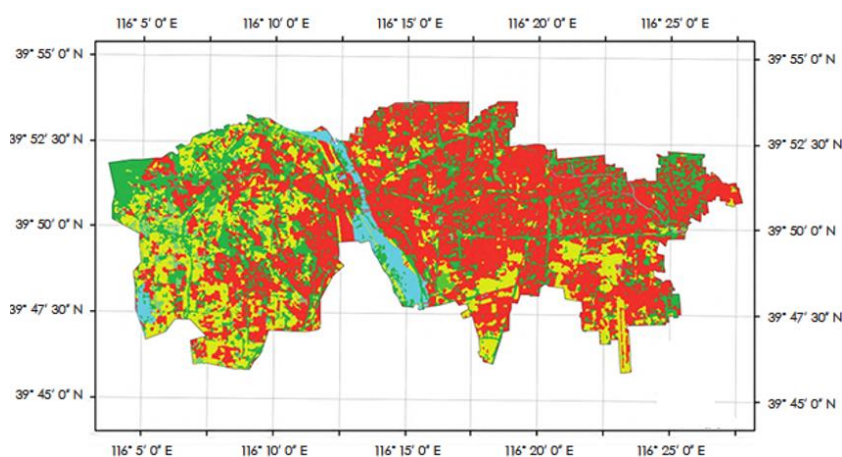 116° 5' 0" E 116° 10' 0" E 116° 15' 0" E 116° 20' 0" E 116° 25' 0" E
39° 55' 0" N 39° 55' 0" N
39° 52' 30" N 39° 52' 30" N
39° 50' 0" N 39° 50' 0" N
39° 47' 30" N 39° 47' 30" N
39° 45' 0" N 39° 45' 0" N
116° 5' 0" E 116° 10' 0" E 116° 15' 0" E 116° 20' 0" E 116° 25' 0" E